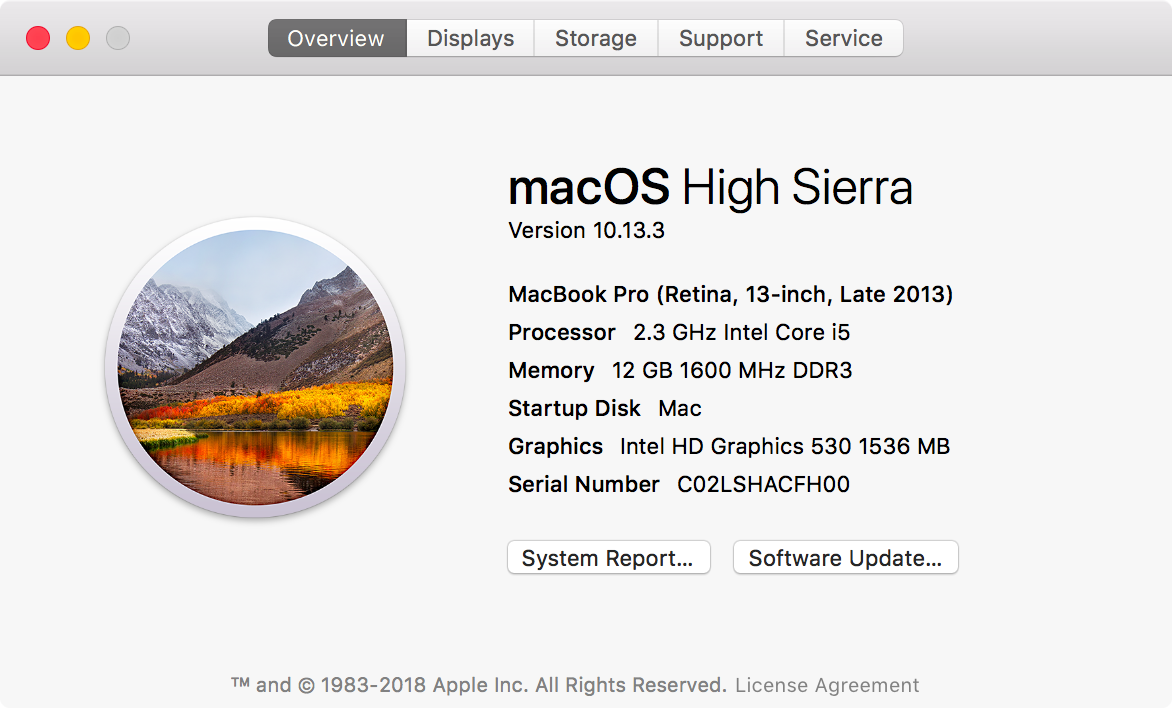 Overview Displays Storage Support Service
macOS High Sierra
Version 10.13.3
MacBook Pro (Retina, 13-inch, Late 2013)
Processor 2.3 GHz Intel Core i5
Memory 12 GB 1600 MHz DDR3
Startup Disk Mac
Graphics Intel HD Graphics 530 1536 MB
Serial Number C02LSHACFH00
System Report... Software Update...
™ and © 1983-2018 Apple Inc. All Rights Reserved. License Agreement